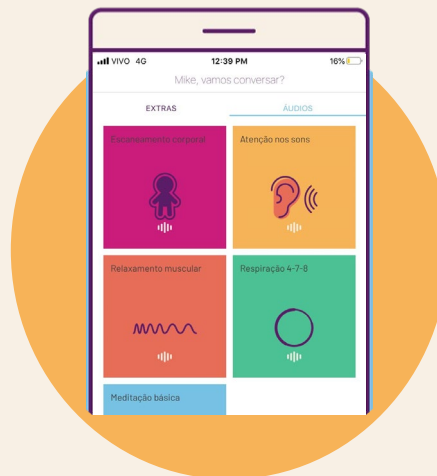 VIVO 4G 12:39 PM 16%
Mike, vamos conversar?
EXTRAS ÁUDIOS
Escaneamento corporal Atenção nos sons
Relaxamento muscular Respiração 4-7-8
Meditação básica